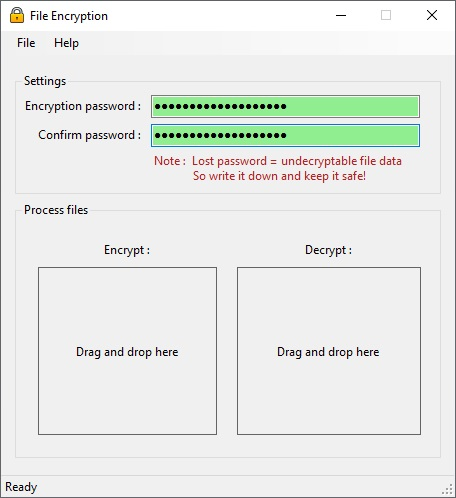 File Encryption
File Help
Settings
Encryption password :
●●●●●●●●●●●●●●●●●●●
Confirm password :
●●●●●●●●●●●●●●●●●●●
Note : Lost password = undecryptable file data
So write it down and keep it safe!
Process files
Encrypt : Decrypt :
Drag and drop here Drag and drop here
Ready